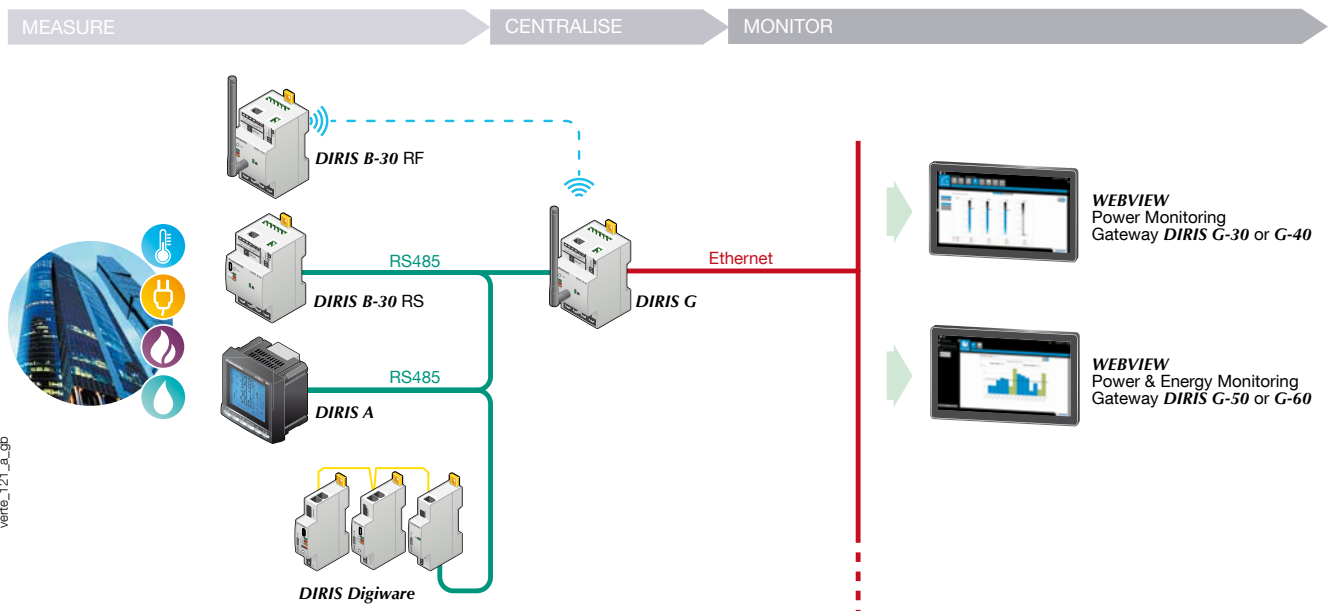 MEASURE
CENTRALISE
MONITOR
DIRIS B-30 RF
RS485
DIRIS B-30 RS
RS485
DIRIS A
DIRIS Digiware
DIRIS G
Ethernet
WEBVIEW
Power Monitoring
Gateway DIRIS G-30 or G-40
WEBVIEW
Power & Energy Monitoring
Gateway DIRIS G-50 or G-60
verte_121_a_gb